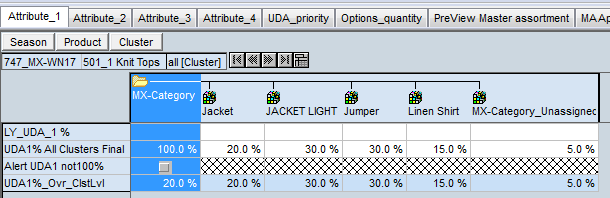 Attribute_1 Attribute_2 Attribute_3 Attribute_4 UDA_priority Options_quantity PreView Master assortment MA Ap
Season Product Cluster
747_MX-WN17 501_1 Knit Tops all [Cluster]
MX-Category Jacket JACKET LIGHT Jumper Linen Shirt MX-Category_Unassigned
LY_UDA_1 %
UDA1% All Clusters Final 100.0 % 20.0 % 30.0 % 30.0 % 15.0 % 5.0 %
Alert UDA1 not100%
UDA1%_Ovr_ClstLvl 20.0 % 20.0 % 30.0 % 30.0 % 15.0 % 5.0 %